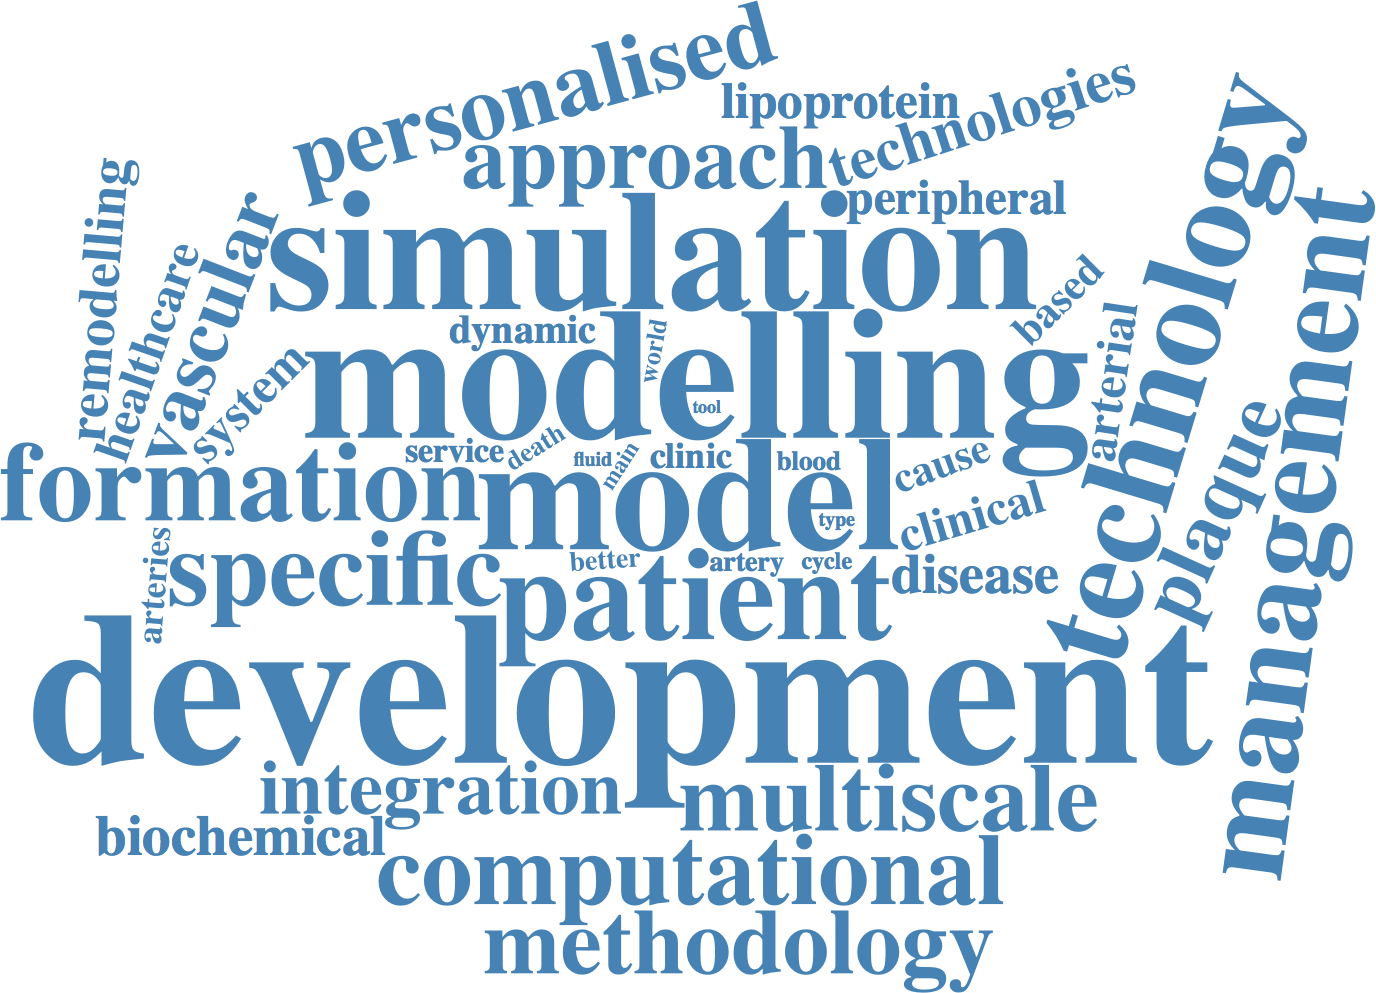 personalised
lipoprotein
technologies
approach
peripheral
simulation
technology
management
remodelling
healthcare
vascular
system
dynamic
world
based
arterial
modelling
tool
plaque
formation
service
death
fluid
main
clinic
blood
cause
model
type
clinical
arteries
specific
better
artery
cycle
disease
patient
development
integration
multiscale
biochemical
computational
methodology